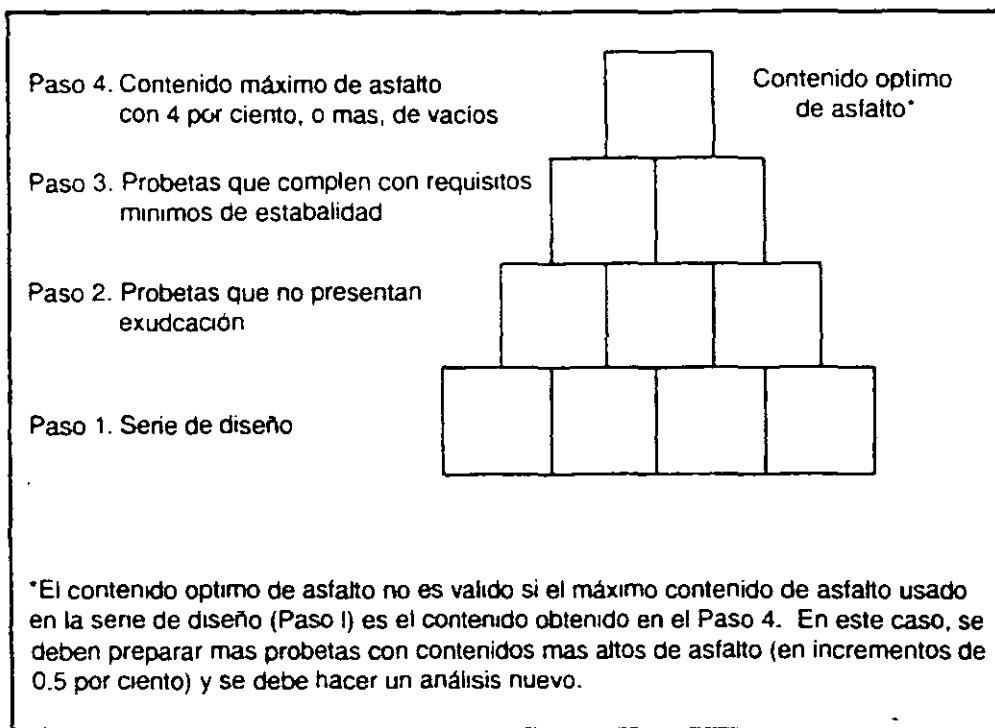 Paso 4. Contenido máximo de asfalto
con 4 por ciento, o mas, de vacíos
Contenido optimo
de asfalto*
Paso 3. Probetas que complen con requisitos
minimos de estabalidad
Paso 2. Probetas que no presentan
exudcación
Paso 1. Serie de diseño
*El contenido optimo de asfalto no es valido si el máximo contenido de asfalto usado
en la serie de diseño (Paso I) es el contenido obtenido en el Paso 4. En este caso, se
deben preparar mas probetas con contenidos mas altos de asfalto (en incrementos de
0.5 por ciento) y se debe hacer un análisis nuevo.